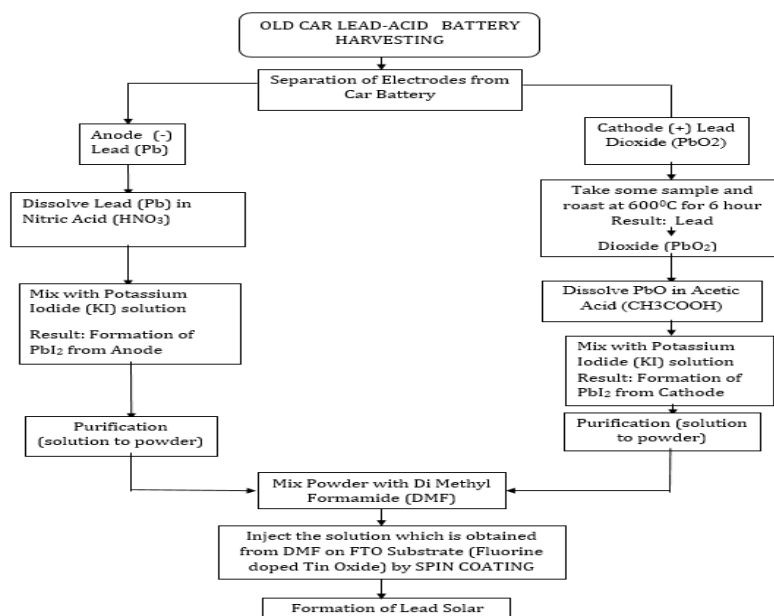 OLD CAR LEAD-ACID BATTERY
HARVESTING
Separation of Electrodes from
Car Battery
Anode (-)
Lead (Pb)
Dissolve Lead (Pb) in
Nitric Acid (HNO₃)
Mix with Potassium
Iodide (KI) solution
Result: Formation of
PbI₂ from Anode
Purification
(solution to powder)
Cathode (+) Lead
Dioxide (PbO2)
Take some sample and
roast at 600⁰C for 6 hour
Result: Lead
Dioxide (PbO₂)
Dissolve PbO in Acetic
Acid (CH3COOH)
Mix with Potassium
Iodide (KI) solution
Result: Formation of
PbI₂ from Cathode
Purification (solution
to powder)
Mix Powder with Di Methyl
Formamide (DMF)
Inject the solution which is obtained
from DMF on FTO Substrate (Fluorine
doped Tin Oxide) by SPIN COATING
Formation of Lead Solar